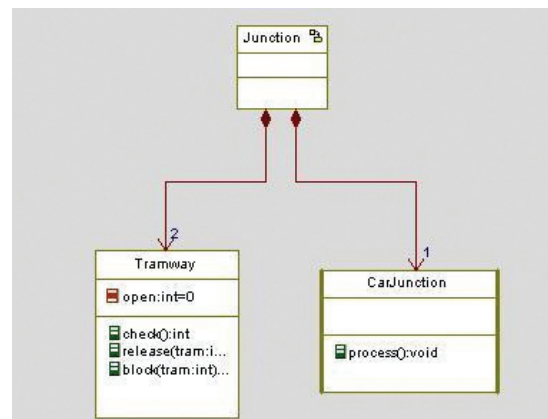 Junction
2
1
Tramway
open:int=0
check():int
release(tram:i...
block(tram:int)...
CarJunction
process():void